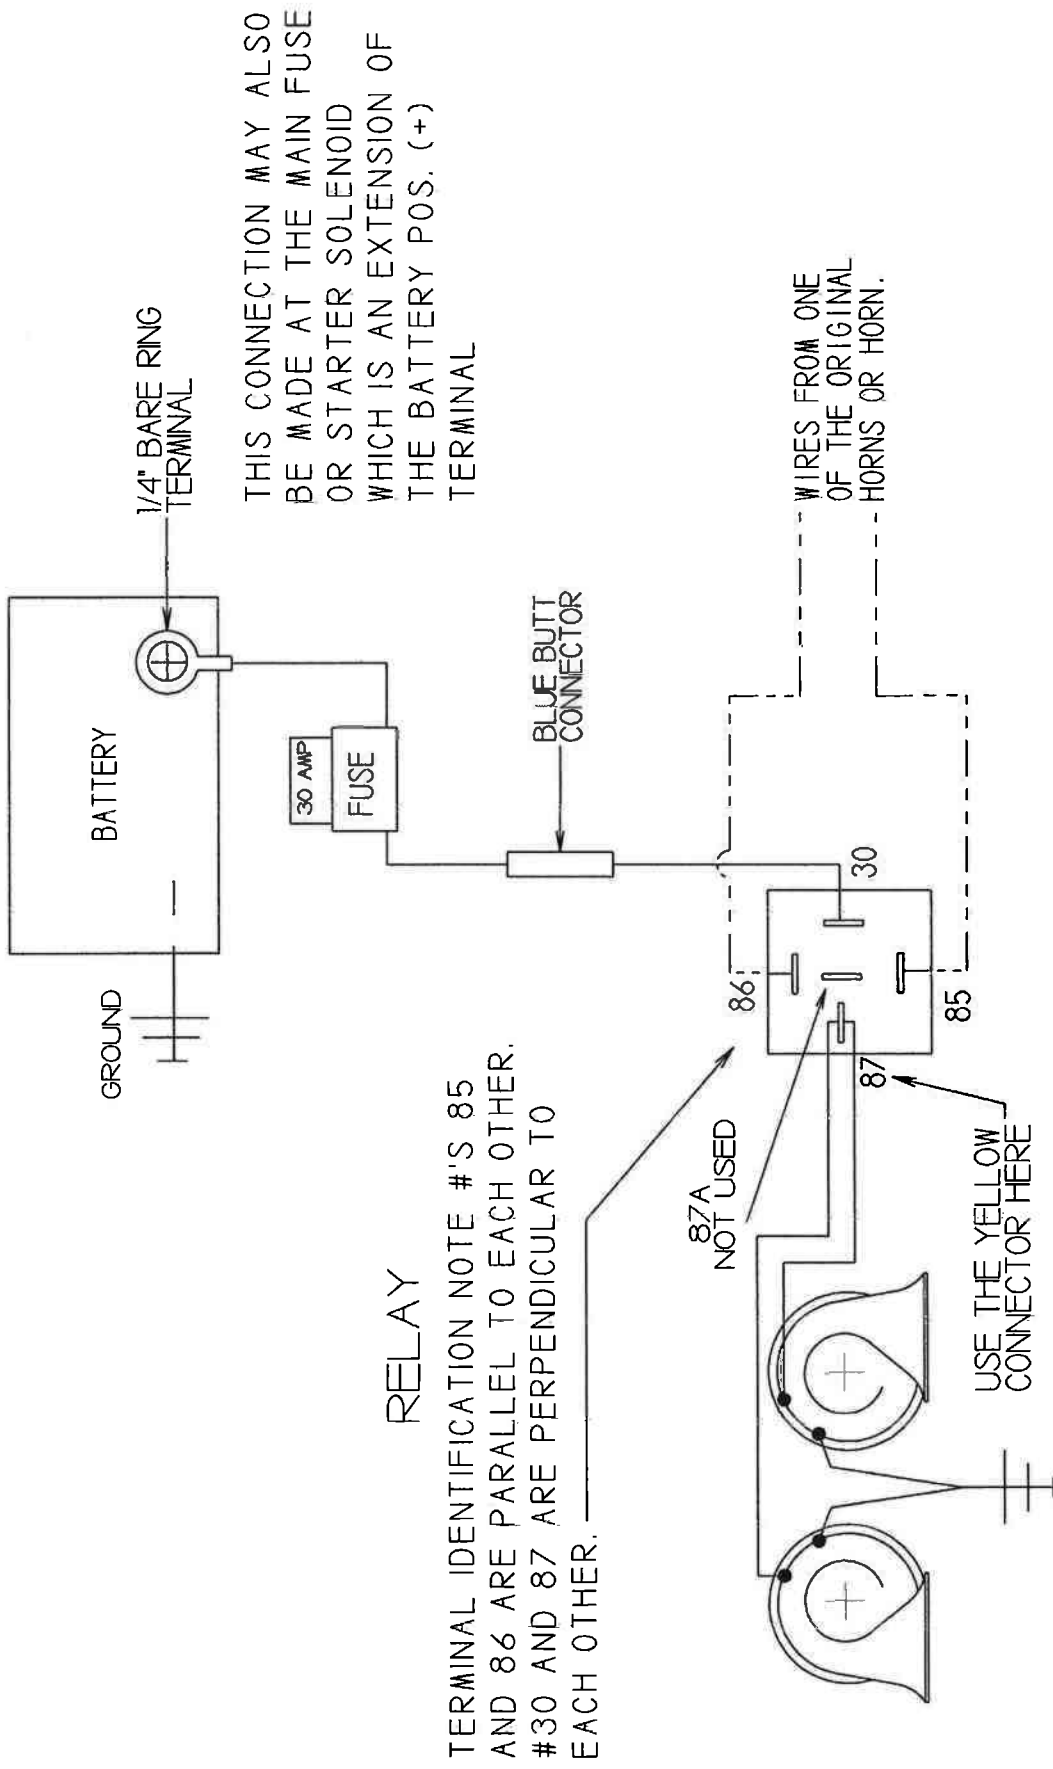 GROUND
BATTERY
1/4" BARE RING
TERMINAL
THIS CONNECTION MAY ALSO
BE MADE AT THE MAIN FUSE
OR STARTER SOLENOID
WHICH IS AN EXTENSION OF
THE BATTERY POS. (+)
TERMINAL
30 AMP
FUSE
BLUE BUTT
CONNECTOR
RELAY
TERMINAL IDENTIFICATION NOTE #'S 85
AND 86 ARE PARALLEL TO EACH OTHER.
#30 AND 87 ARE PERPENDICULAR TO
EACH OTHER.
87A
NOT USED
86
30
87
85
WIRES FROM ONE
OF THE ORIGINAL
HORNS OR HORN.
USE THE YELLOW
CONNECTOR HERE